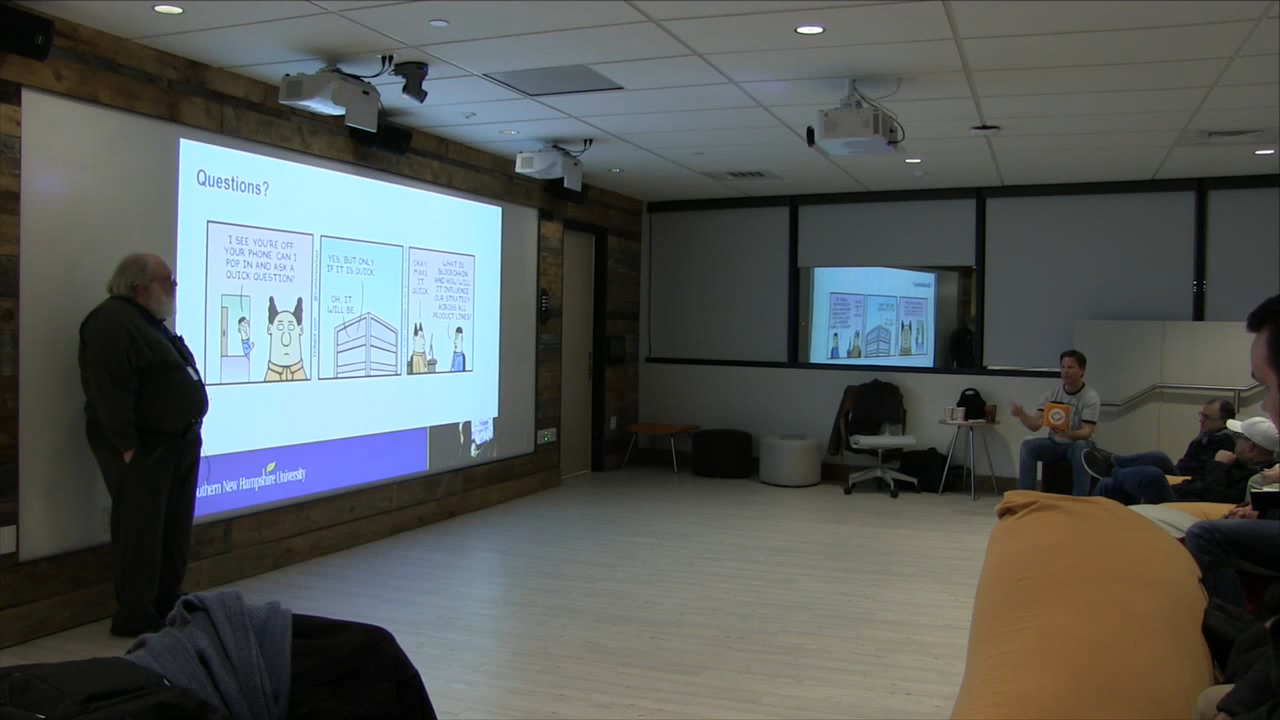 Questions?
I SEE YOU'RE OFF
YOUR PHONE. CAN I
POP IN AND ASK A
QUICK QUESTION?
YES, BUT ONLY
IF IT IS QUICK.
OH, IT
WILL BE.
OKAY.
MAKE
IT
QUICK.
WHAT IS
BLOCKCHAIN
AND HOW WILL
IT INFLUENCE
OUR STRATEGY
ACROSS ALL
PRODUCT LINES?
outhern New Hampshire University